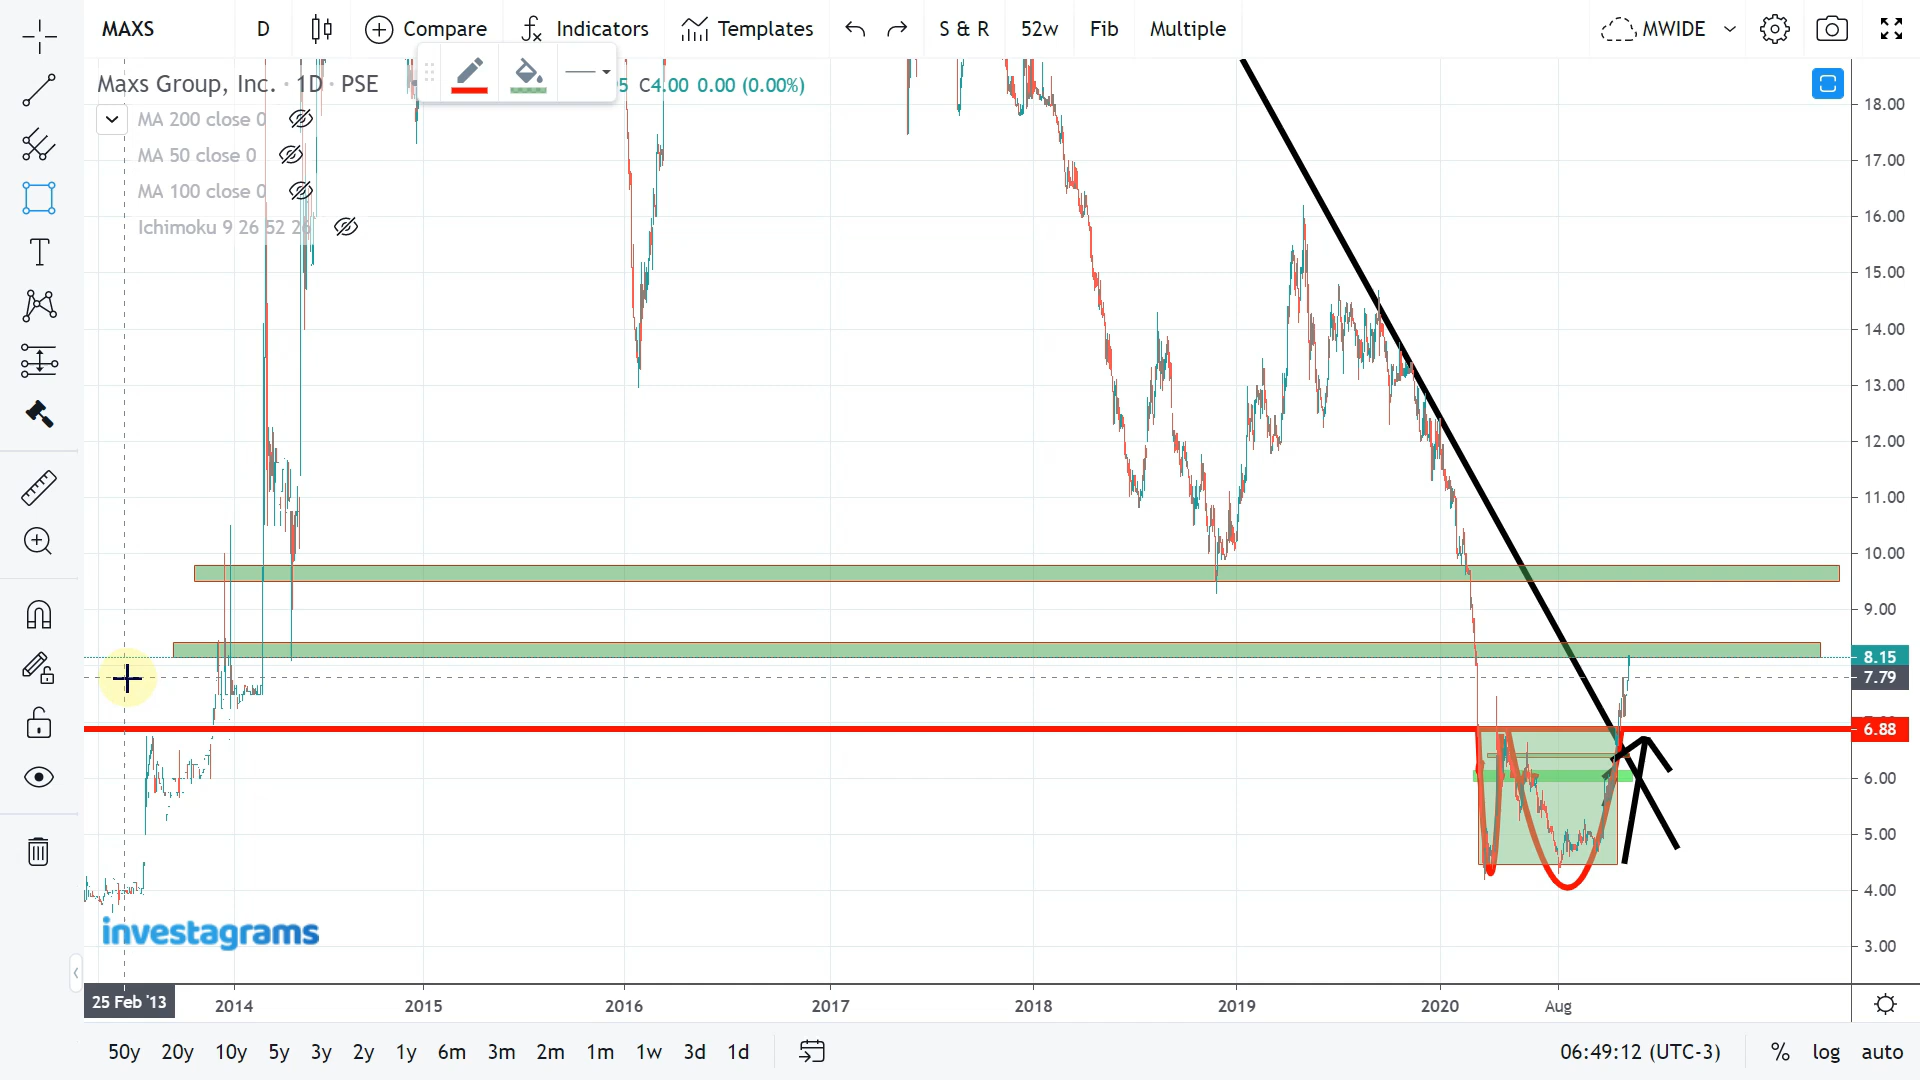 MAXS D Compare Indicators Templates S & R 52w Fib Multiple MWIDE
Maxs Group, Inc. · 1D · PSE 5 C4.00 0.00 (0.00%)
MA 200 close 0
MA 50 close 0
MA 100 close 0
Ichimoku 9 26 52 26
18.00
17.00
16.00
15.00
14.00
13.00
12.00
11.00
10.00
9.00
8.15
7.79
6.88
6.00
5.00
4.00
3.00
investagrams
25 Feb '13 2014 2015 2016 2017 2018 2019 2020 Aug
50y 20y 10y 5y 3y 2y 1y 6m 3m 2m 1m 1w 3d 1d 06:49:12 (UTC-3) % log auto